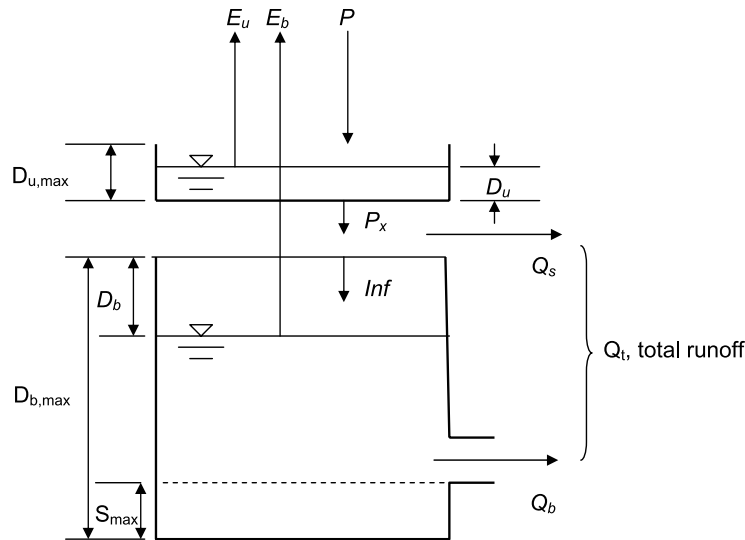 E_u E_b P
D_u,max
D_u
P_x
Q_s
D_b
Inf
Q_t, total runoff
D_b,max
S_max
Q_b